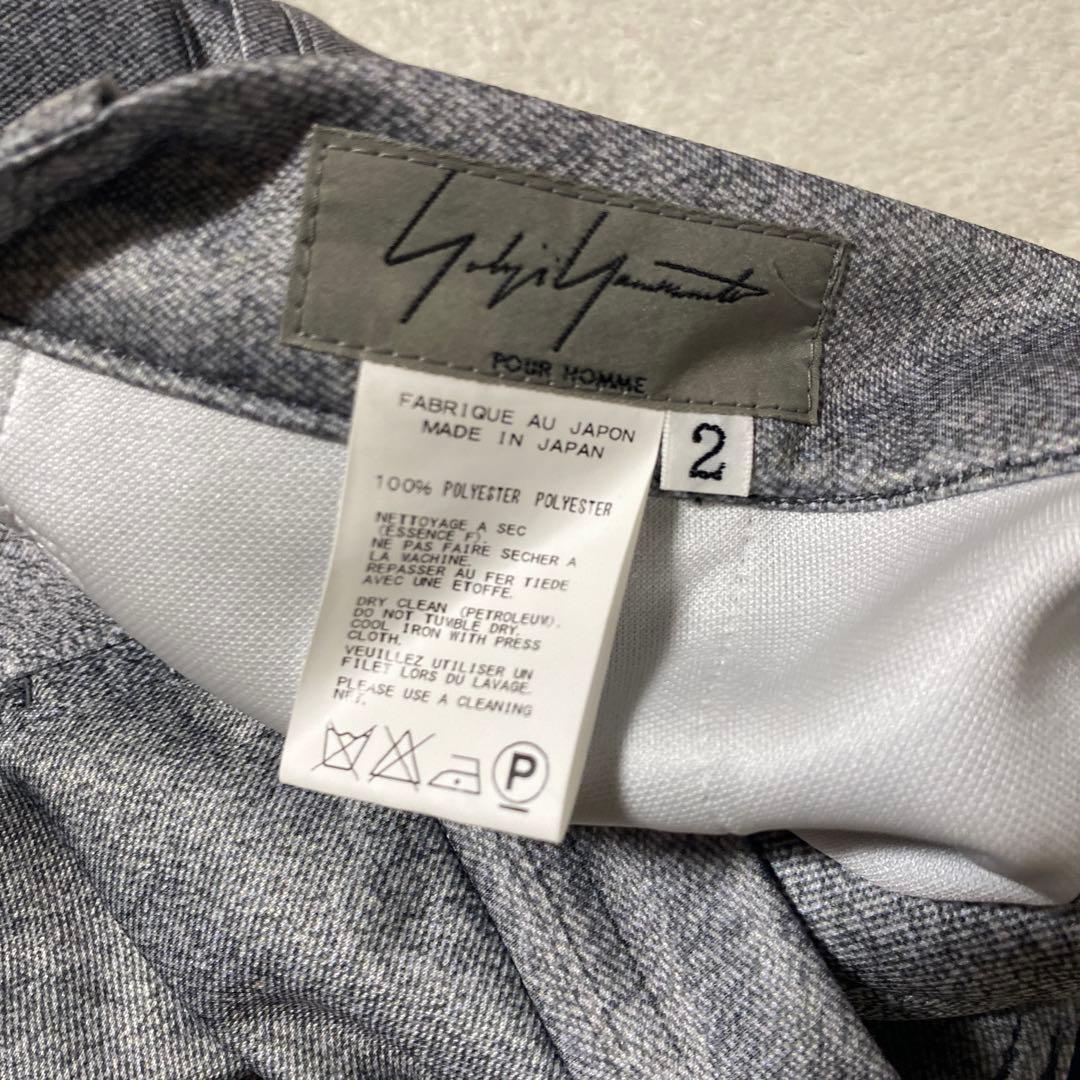 Yohji Yamamoto
POUR HOMME
FABRIQUE AU JAPON
MADE IN JAPAN
2
100% POLYESTER POLYESTER
NETTOYAGE A SEC
(ESSENCE F).
NE PAS FAIRE SECHER A
LA MACHINE.
REPASSER AU FER TIEDE
AVEC UNE ETOFFE.
DRY CLEAN (PETROLEUM).
DO NOT TUMBLE DRY.
COOL IRON WITH PRESS
CLOTH.
VEUILLEZ UTILISER UN
FILET LORS DU LAVAGE.
PLEASE USE A CLEANING
NET.
P